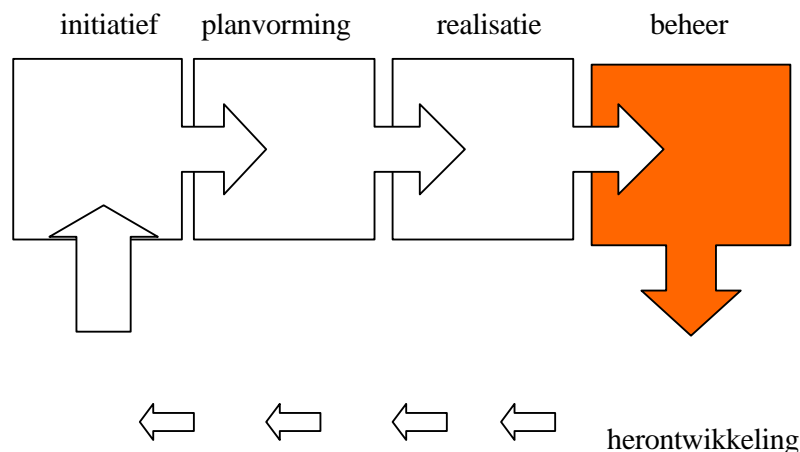 initiatief planvorming realisatie beheer
herontwikkeling